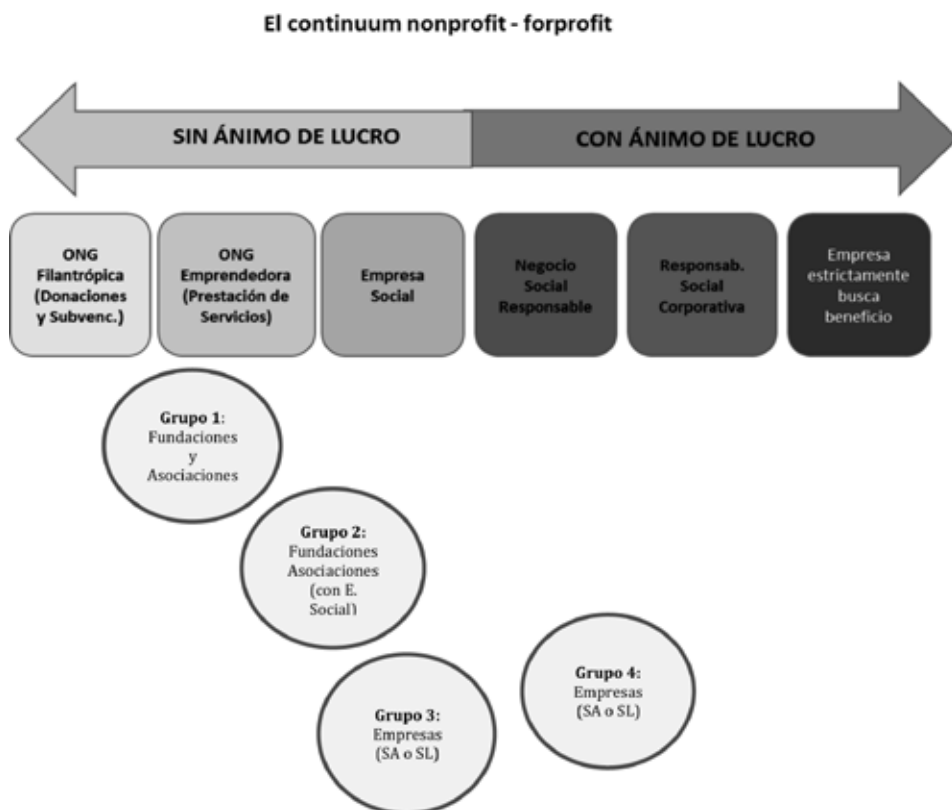 El continuum nonprofit - forprofit
SIN ÁNIMO DE LUCRO
CON ÁNIMO DE LUCRO
ONG
Filantrópica
(Donaciones
y Subvenc.)
ONG
Emprendedora
(Prestación de
Servicios)
Empresa
Social
Negocio
Social
Responsable
Responsab.
Social
Corporativa
Empresa
estrictamente
busca
beneficio
Grupo 1:
Fundaciones
y
Asociaciones
Grupo 2:
Fundaciones
Asociaciones
(con E.
Social)
Grupo 3:
Empresas
(SA o SL)
Grupo 4:
Empresas
(SA o SL)